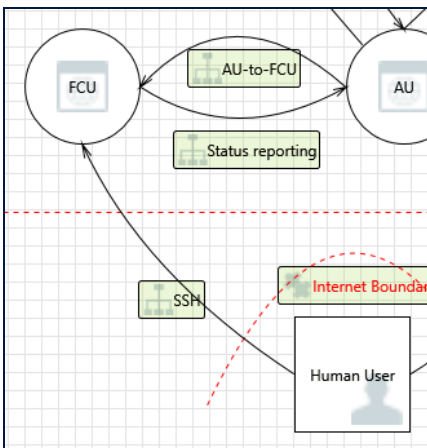 FCU
AU-to-FCU
AU
Status reporting
SSH
Internet Boundar
Human User